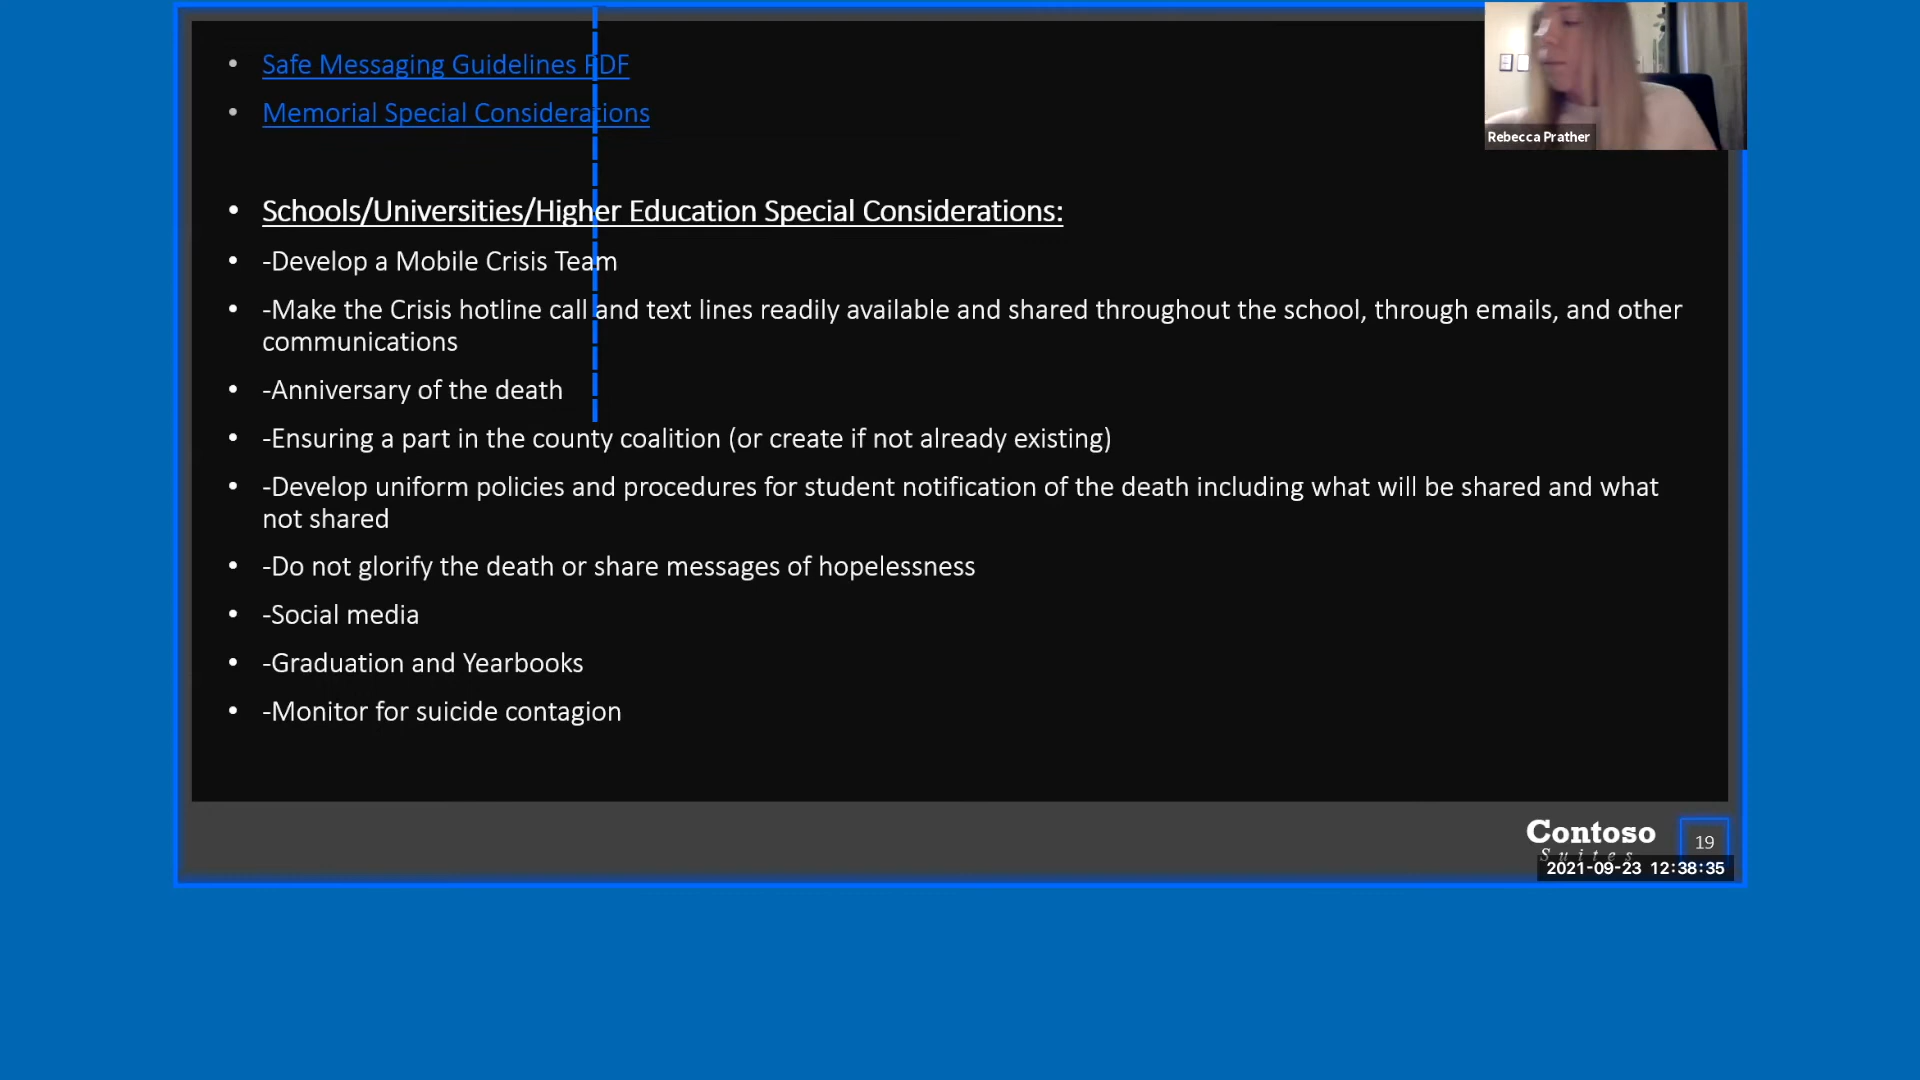 • Safe Messaging Guidelines PDF
• Memorial Special Considerations
Rebecca Prather
• Schools/Universities/Higher Education Special Considerations:
• -Develop a Mobile Crisis Team
• -Make the Crisis hotline call and text lines readily available and shared throughout the school, through emails, and other
communications
• -Anniversary of the death
• -Ensuring a part in the county coalition (or create if not already existing)
• -Develop uniform policies and procedures for student notification of the death including what will be shared and what
not shared
• -Do not glorify the death or share messages of hopelessness
• -Social media
• -Graduation and Yearbooks
• -Monitor for suicide contagion
Contoso
Suites
19
2021-09-23 12:38:35